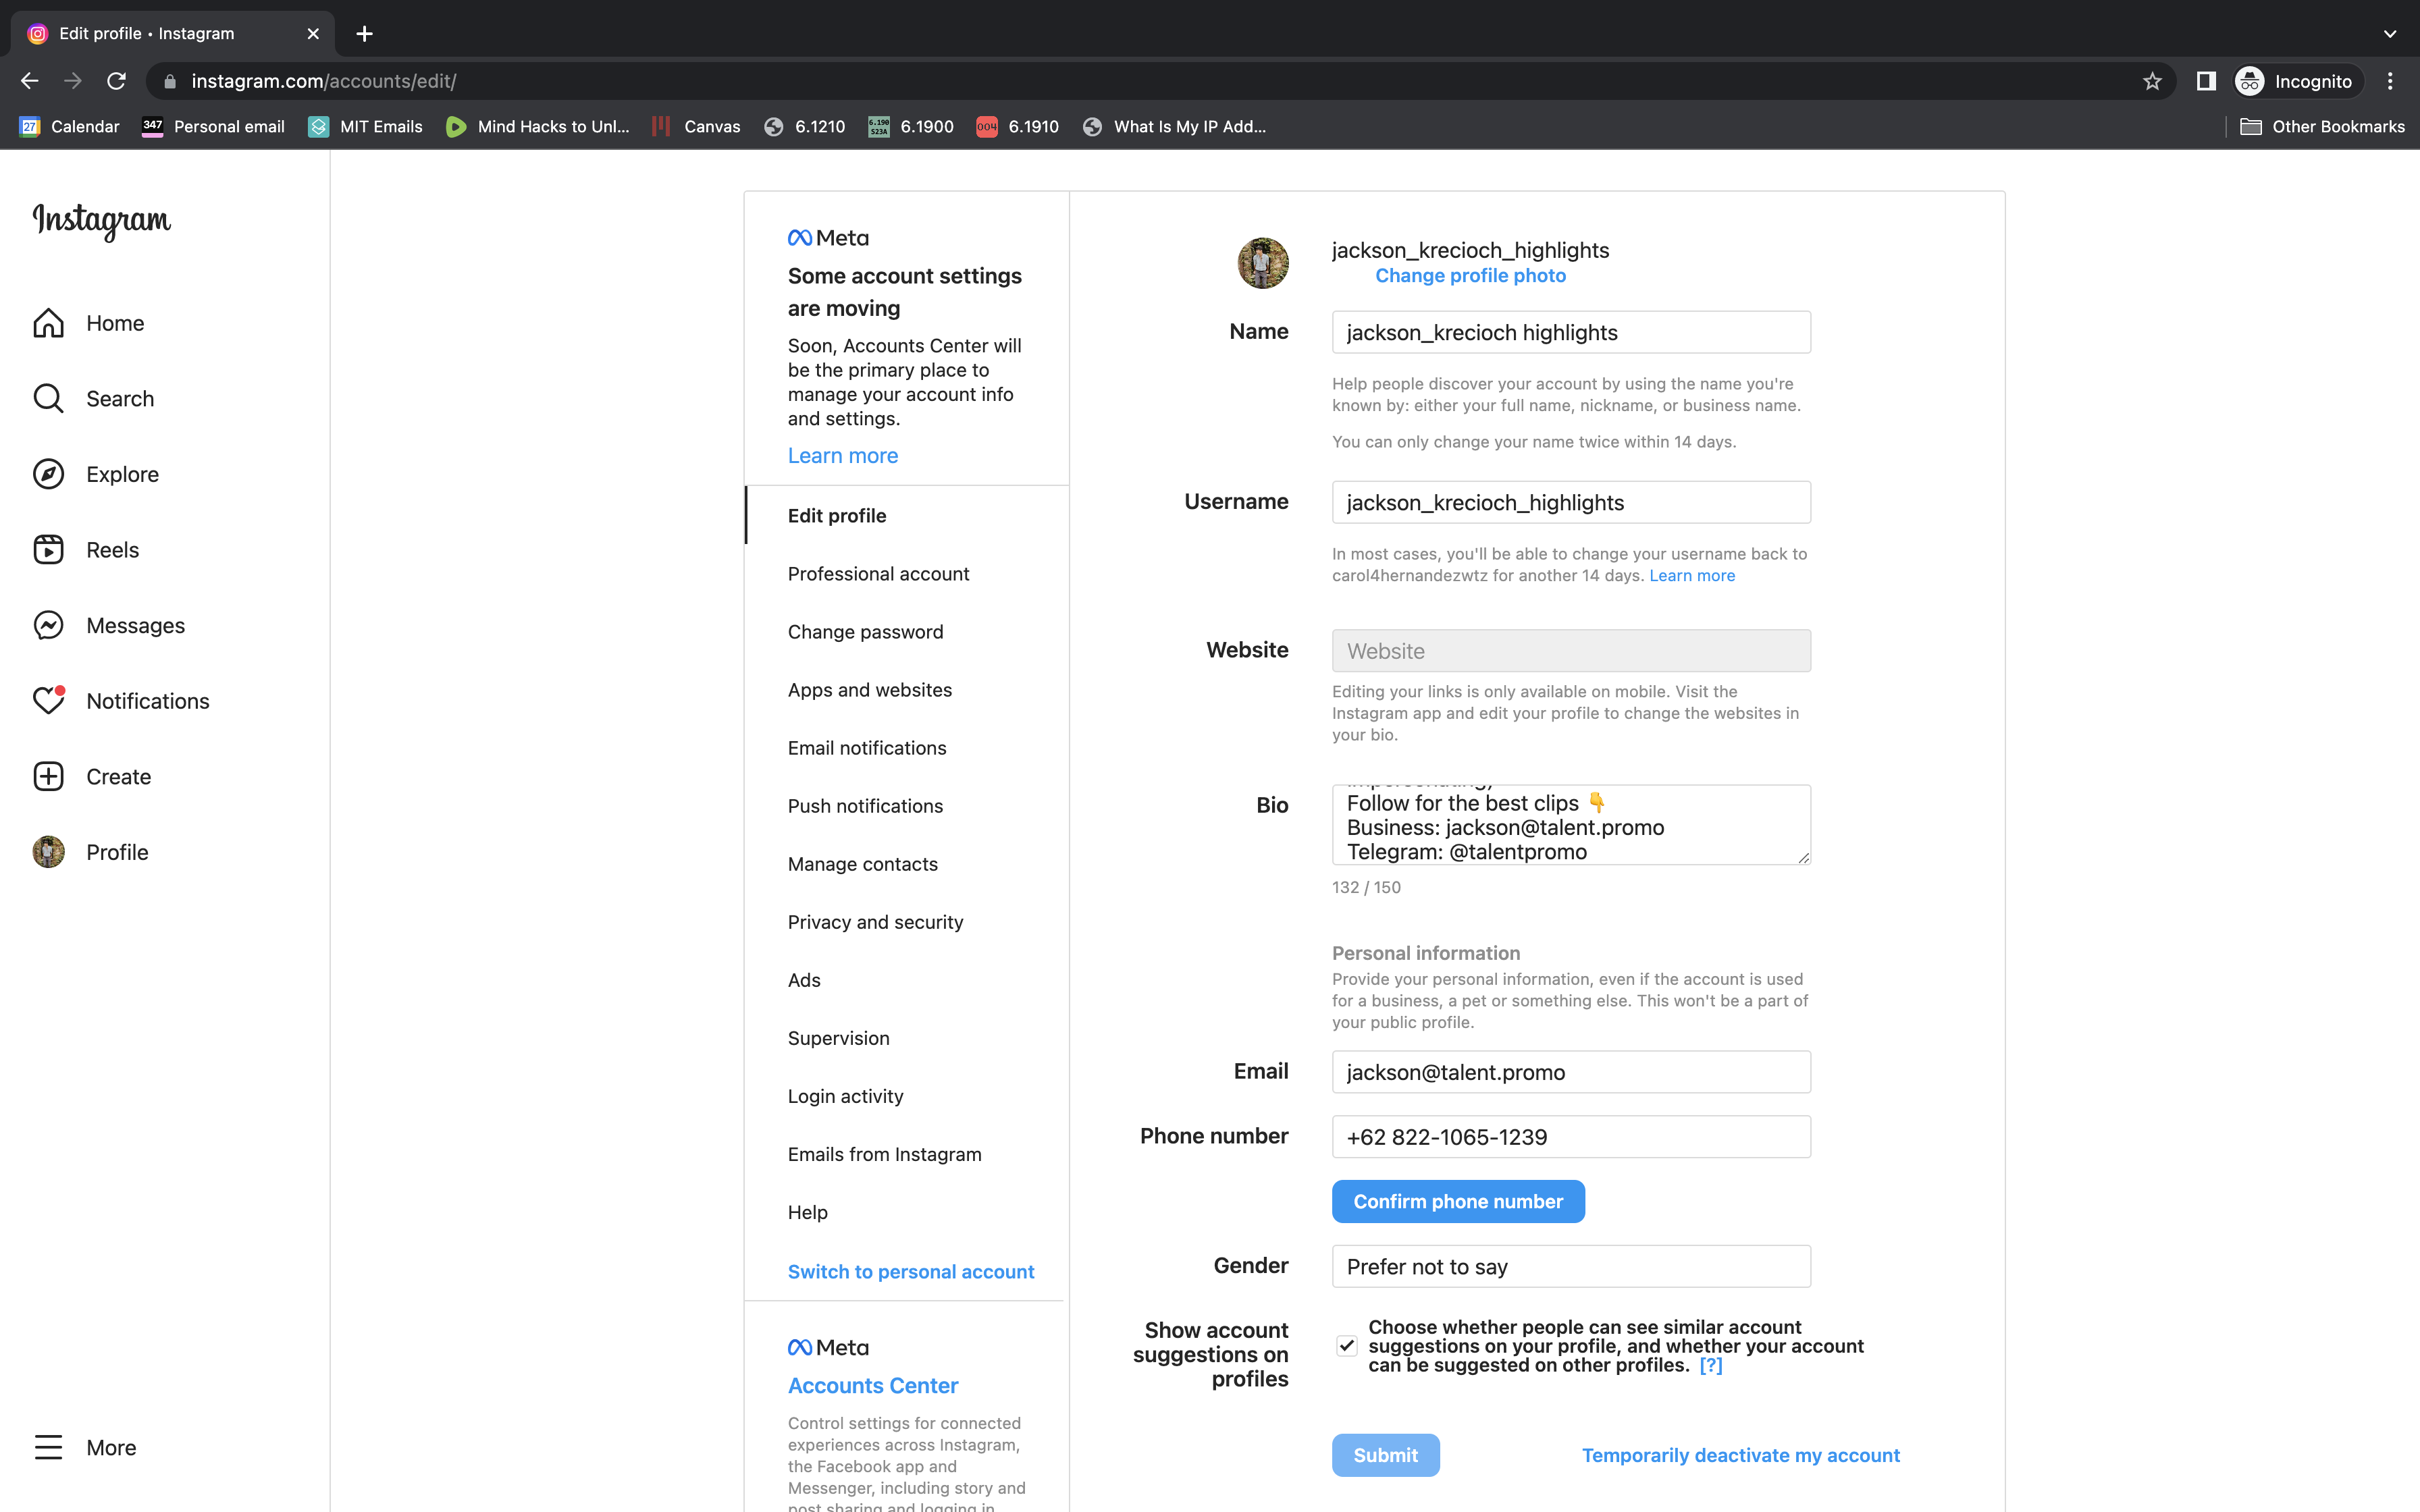 Edit profile • Instagram
instagram.com/accounts/edit/
Incognito
27 Calendar
347 Personal email
MIT Emails
Mind Hacks to Unl...
Canvas
6.1210
6.190 S23A 6.1900
004 6.1910
What Is My IP Add...
Other Bookmarks
Instagram
Home
Search
Explore
Reels
Messages
Notifications
Create
Profile
More
Meta
Some account settings
are moving
Soon, Accounts Center will
be the primary place to
manage your account info
and settings.
Learn more
Edit profile
Professional account
Change password
Apps and websites
Email notifications
Push notifications
Manage contacts
Privacy and security
Ads
Supervision
Login activity
Emails from Instagram
Help
Switch to personal account
Meta
Accounts Center
Control settings for connected
experiences across Instagram,
the Facebook app and
Messenger, including story and
post sharing and logging in.
jackson_krecioch_highlights
Change profile photo
Name
jackson_krecioch highlights
Help people discover your account by using the name you're
known by: either your full name, nickname, or business name.
You can only change your name twice within 14 days.
Username
jackson_krecioch_highlights
In most cases, you'll be able to change your username back to
carol4hernandezwtz for another 14 days. Learn more
Website
Website
Editing your links is only available on mobile. Visit the
Instagram app and edit your profile to change the websites in
your bio.
Bio
Follow for the best clips 👇
Business: jackson@talent.promo
Telegram: @talentpromo
132 / 150
Personal information
Provide your personal information, even if the account is used
for a business, a pet or something else. This won't be a part of
your public profile.
Email
jackson@talent.promo
Phone number
+62 822-1065-1239
Confirm phone number
Gender
Prefer not to say
Show account
suggestions on
profiles
Choose whether people can see similar account
suggestions on your profile, and whether your account
can be suggested on other profiles. [?]
Submit
Temporarily deactivate my account